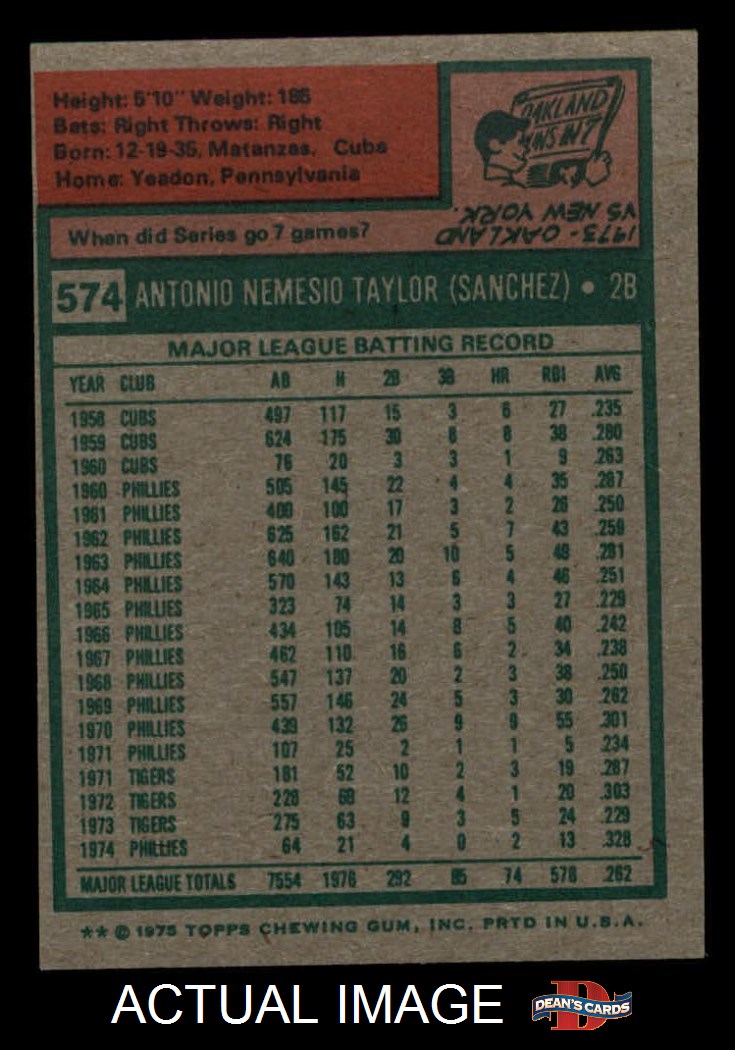 Height: 5'10" Weight: 185
Bats: Right Throws: Right
Born: 12-19-35, Matanzas, Cuba
Home: Yeadon, Pennsylvania
OAKLAND
WINS IN 7
When did Series go 7 games?
1973 - OAKLAND
VS NEW YORK.
574 ANTONIO NEMESIO TAYLOR (SANCHEZ) • 2B
MAJOR LEAGUE BATTING RECORD
YEAR CLUB AB H 2B 3B HR RBI AVG
1958 CUBS 497 117 15 3 6 27 .235
1959 CUBS 624 175 30 8 8 38 .280
1960 CUBS 76 20 3 3 1 9 .263
1960 PHILLIES 505 145 22 4 4 35 .287
1961 PHILLIES 400 100 17 3 2 26 .250
1962 PHILLIES 625 162 21 5 7 43 .259
1963 PHILLIES 640 180 20 10 5 49 .281
1964 PHILLIES 570 143 13 6 4 46 .251
1965 PHILLIES 323 74 14 3 3 27 .229
1966 PHILLIES 434 105 14 8 5 40 .242
1967 PHILLIES 462 110 16 6 2 34 .238
1968 PHILLIES 547 137 20 2 3 38 .250
1969 PHILLIES 557 146 24 5 3 30 .262
1970 PHILLIES 439 132 26 9 9 55 .301
1971 PHILLIES 107 25 2 1 1 5 .234
1971 TIGERS 181 52 10 2 3 19 .287
1972 TIGERS 228 69 12 4 1 20 .303
1973 TIGERS 275 63 9 3 5 24 .229
1974 PHILLIES 64 21 4 0 2 13 .328
MAJOR LEAGUE TOTALS 7554 1976 292 85 74 578 .262
** © 1975 TOPPS CHEWING GUM, INC. PRTD IN U.S.A.
ACTUAL IMAGE D DEAN'S CARDS